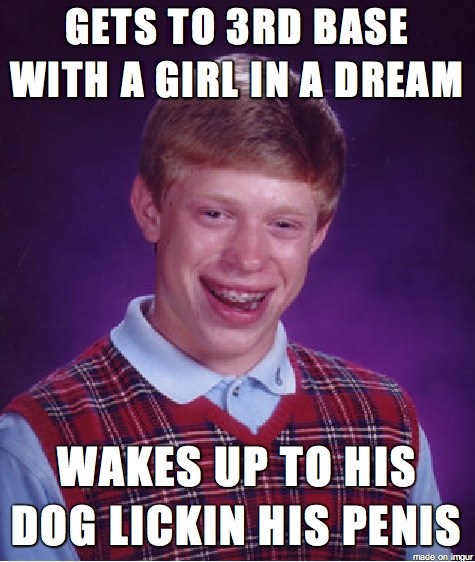 GETS TO 3RD BASE
WITH A GIRL IN A DREAM
WAKES UP TO HIS
DOG LICKIN HIS PENIS
made on imgur